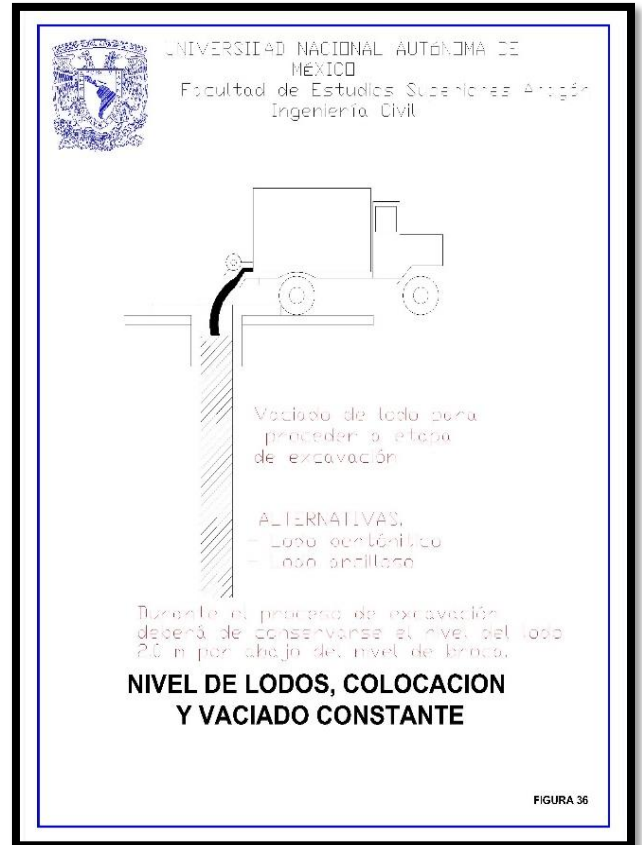 UNIVERSIDAD NACIONAL AUTÓNOMA DE
MÉXICO
Facultad de Estudios Superiores Aragón
Ingeniería Civil
Vaciado de lodo para
proceder a etapa
de excavación
ALTERNATIVAS.
- Lodo bentónitico
- Lodo arcilloso
Durante el proceso de excavación
deberá de conservarse el nivel del lodo
2.0 m por abajo del nivel de broca.
NIVEL DE LODOS, COLOCACION
Y VACIADO CONSTANTE
FIGURA 36